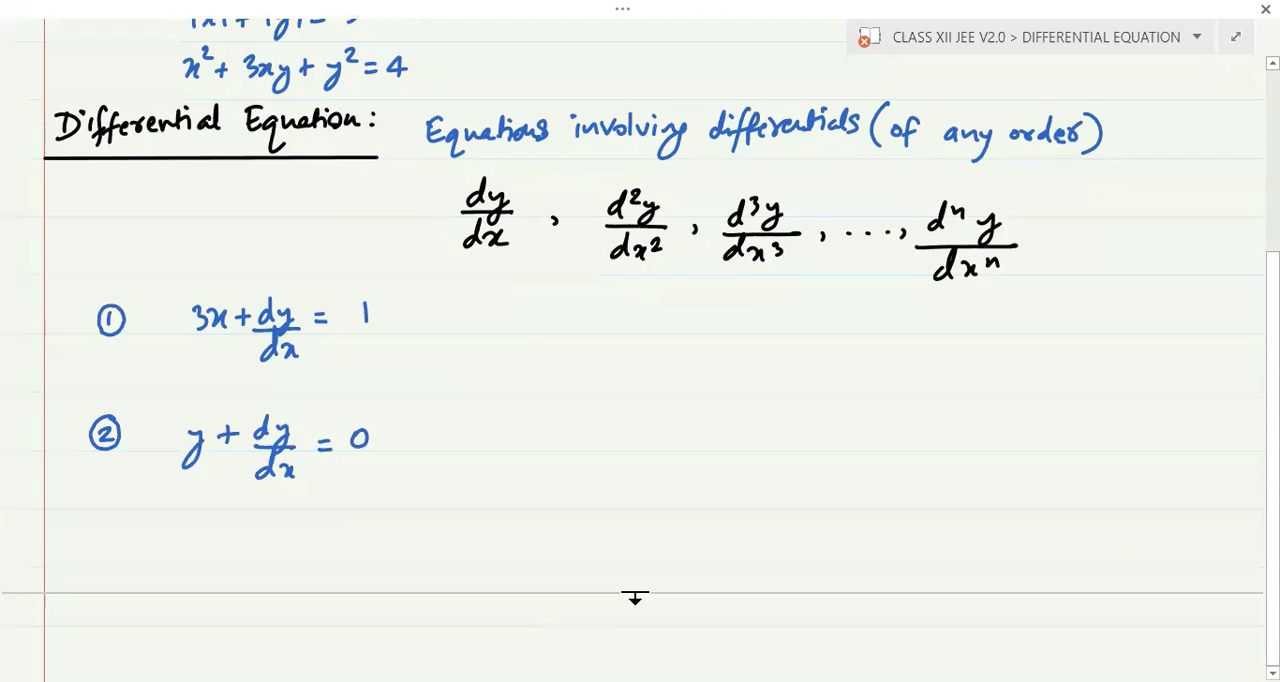 CLASS XII JEE V2.0 > DIFFERENTIAL EQUATION
x² + 3xy + y² = 4
Differential Equation: Equations involving differentials (of any order)
dy/dx , d²y/dx² , d³y/dx³ , ..., dⁿy/dxⁿ
① 3x + dy/dx = 1
② y + dy/dx = 0